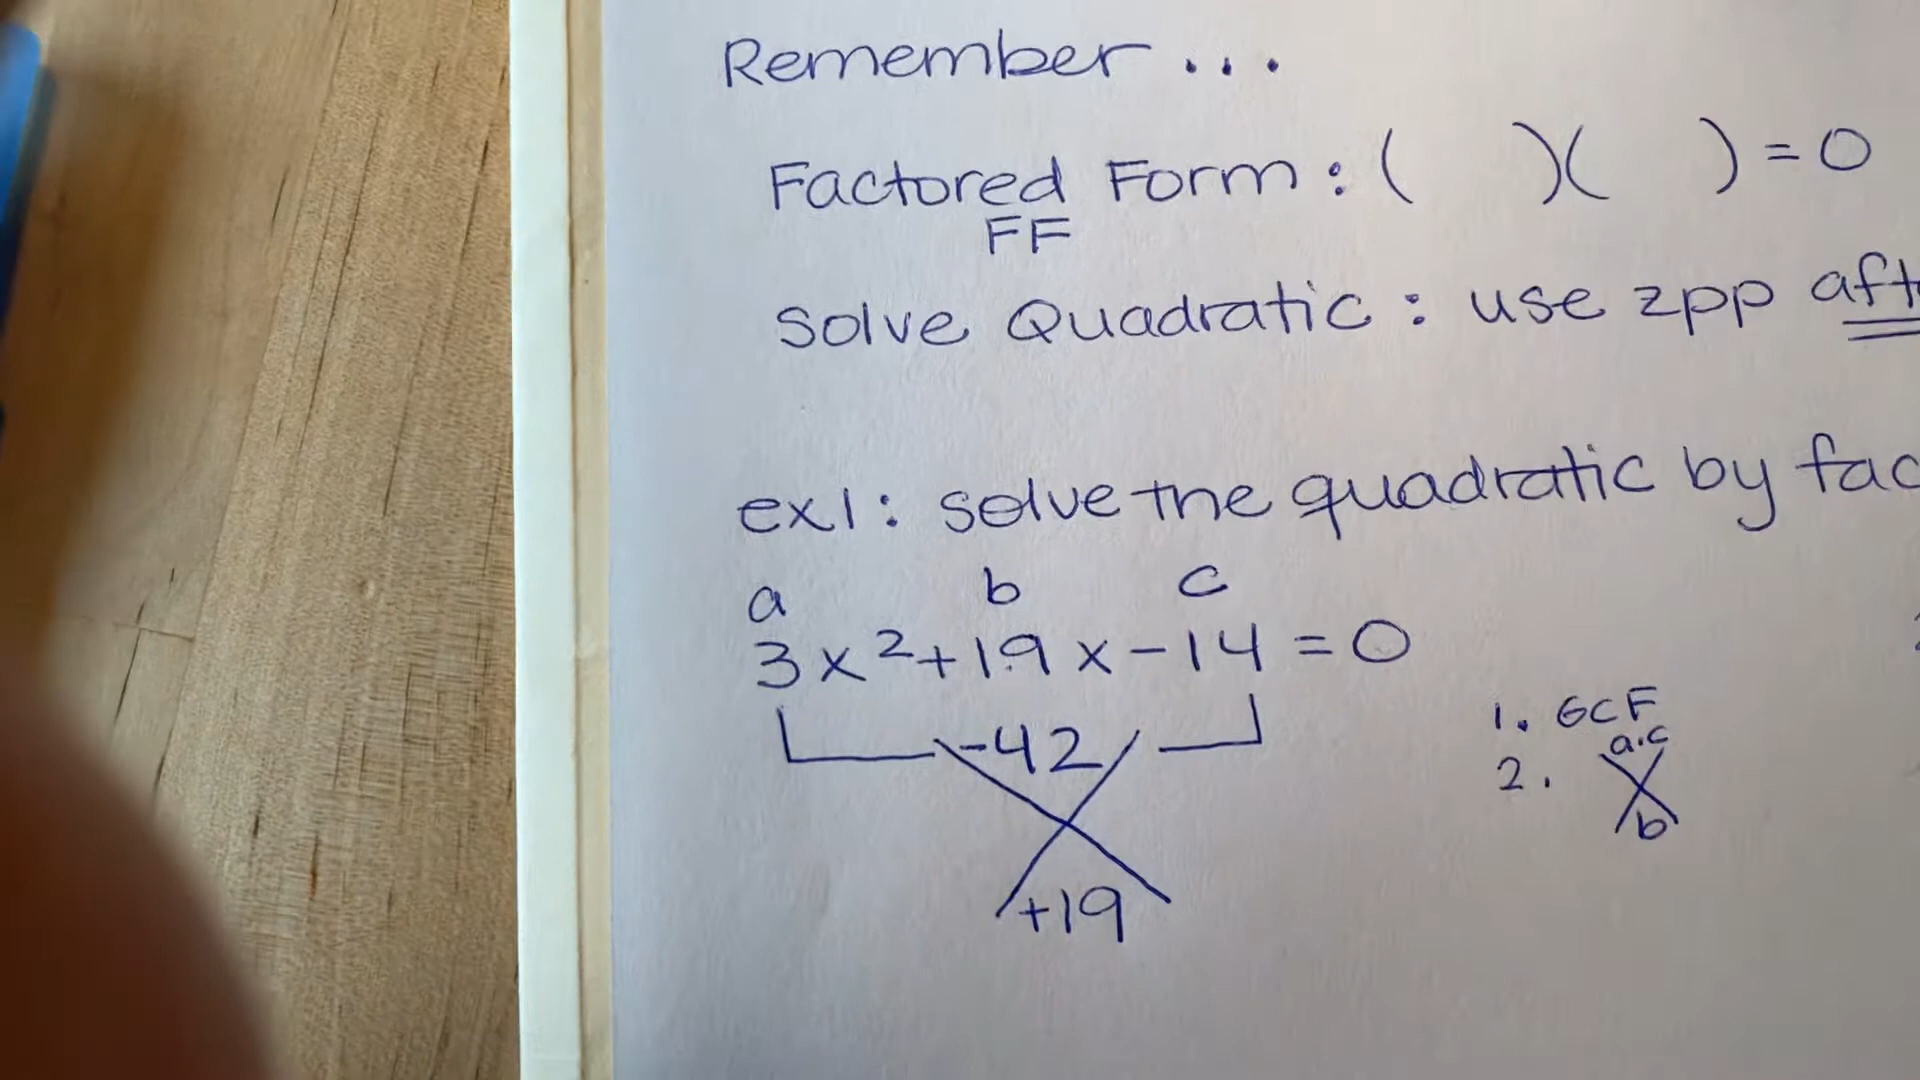 Remember ...
Factored Form : ( )( ) = 0
FF
Solve Quadratic : use zpp
ex1 : solve the quadratic by
a b c
3x²+19x-14 = 0
-42
+19
1. GCF
2. a·c
b